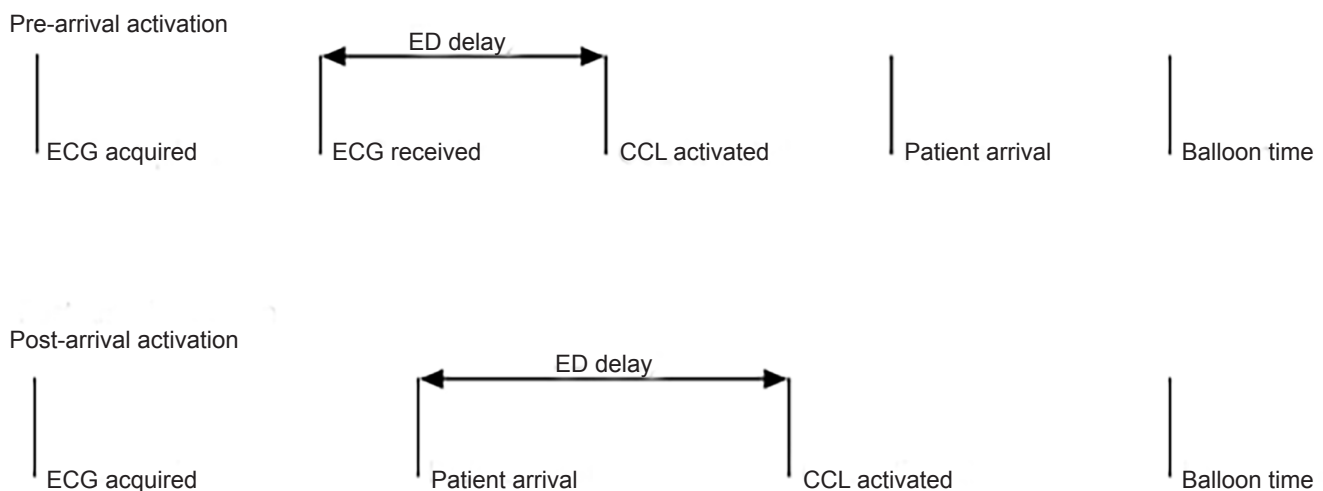 Pre-arrival activation
ED delay
ECG acquired ECG received CCL activated Patient arrival Balloon time
Post-arrival activation
ED delay
ECG acquired Patient arrival CCL activated Balloon time